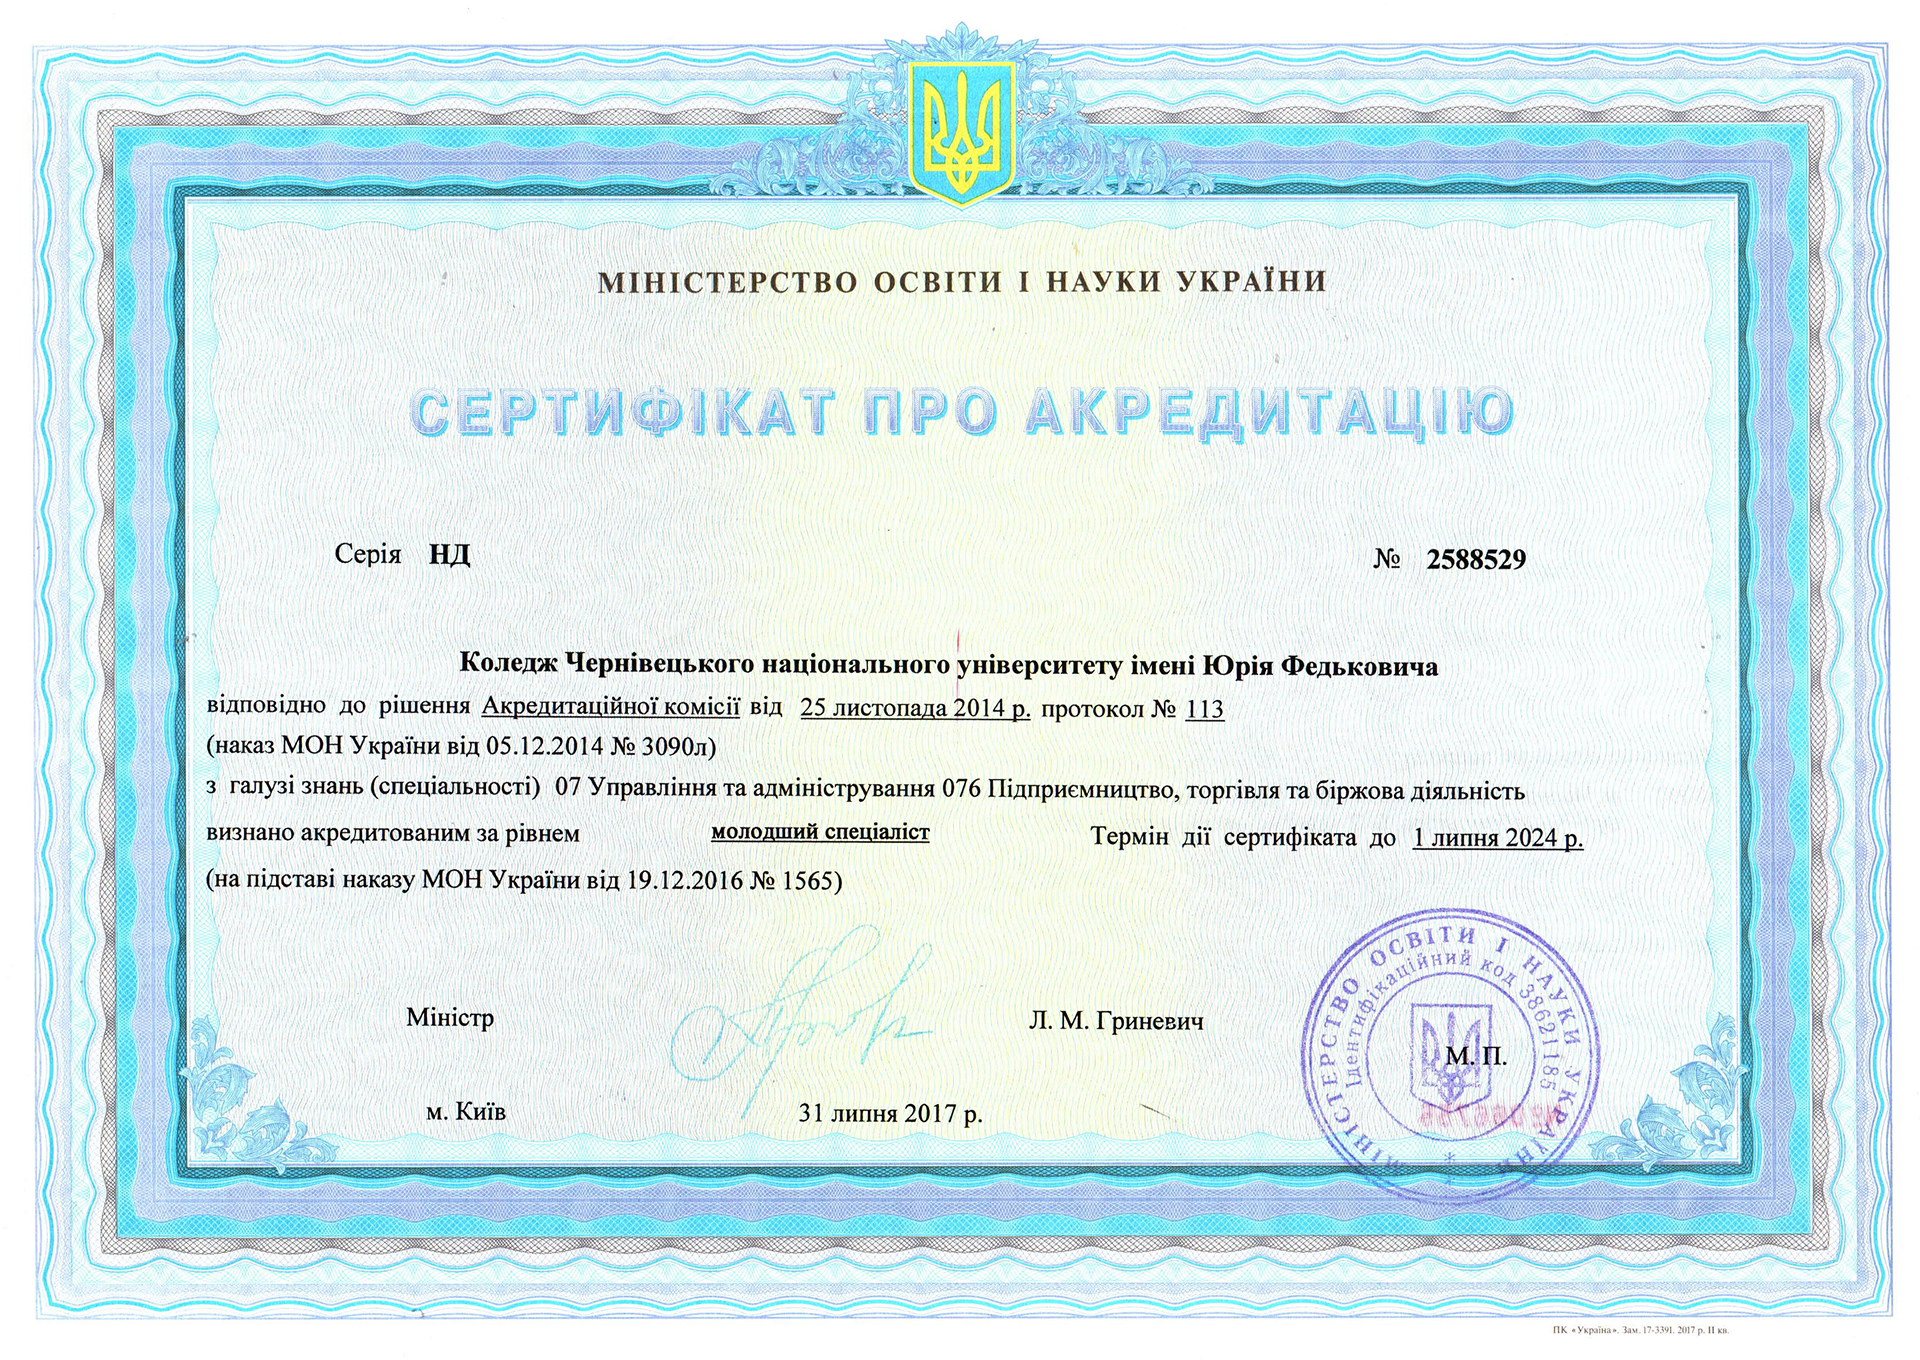 МІНІСТЕРСТВО ОСВІТИ І НАУКИ УКРАЇНИ
СЕРТИФІКАТ ПРО АКРЕДИТАЦІЮ
Серія НД № 2588529
Коледж Чернівецького національного університету імені Юрія Федьковича
відповідно до рішення Акредитаційної комісії від 25 листопада 2014 р. протокол № 113
(наказ МОН України від 05.12.2014 № 3090л)
з галузі знань (спеціальності) 07 Управління та адміністрування 076 Підприємництво, торгівля та біржова діяльність
визнано акредитованим за рівнем молодший спеціаліст Термін дії сертифіката до 1 липня 2024 р.
(на підставі наказу МОН України від 19.12.2016 № 1565)
Міністр Л. М. Гриневич
М. П.
м. Київ 31 липня 2017 р.
МІНІСТЕРСТВО ОСВІТИ І НАУКИ УКРАЇНИ
Ідентифікаційний код 38621185
ПК «Україна». Зам. 17-3391. 2017 р. ІІ кв.